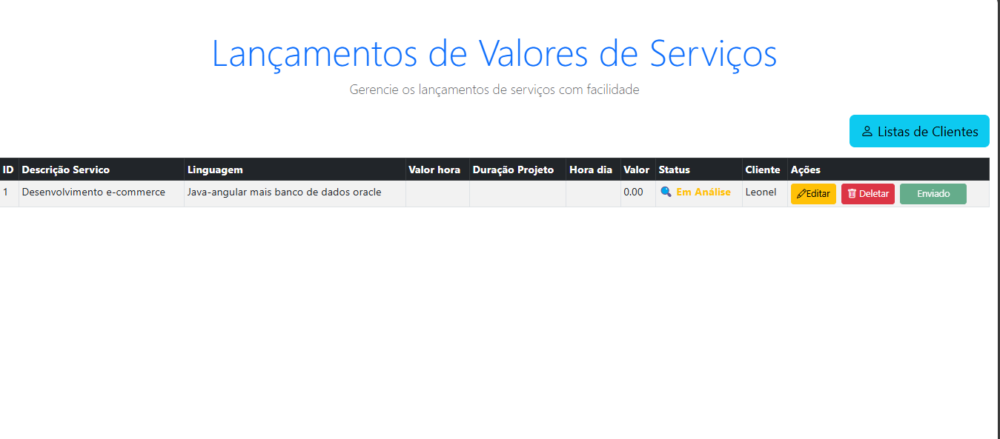 Lançamentos de Valores de Serviços
Gerencie os lançamentos de serviços com facilidade
Listas de Clientes
ID Descrição Servico Linguagem Valor hora Duração Projeto Hora dia Valor Status Cliente Ações
1 Desenvolvimento e-commerce Java-angular mais banco de dados oracle 0.00 Em Análise Leonel Editar Deletar Enviado